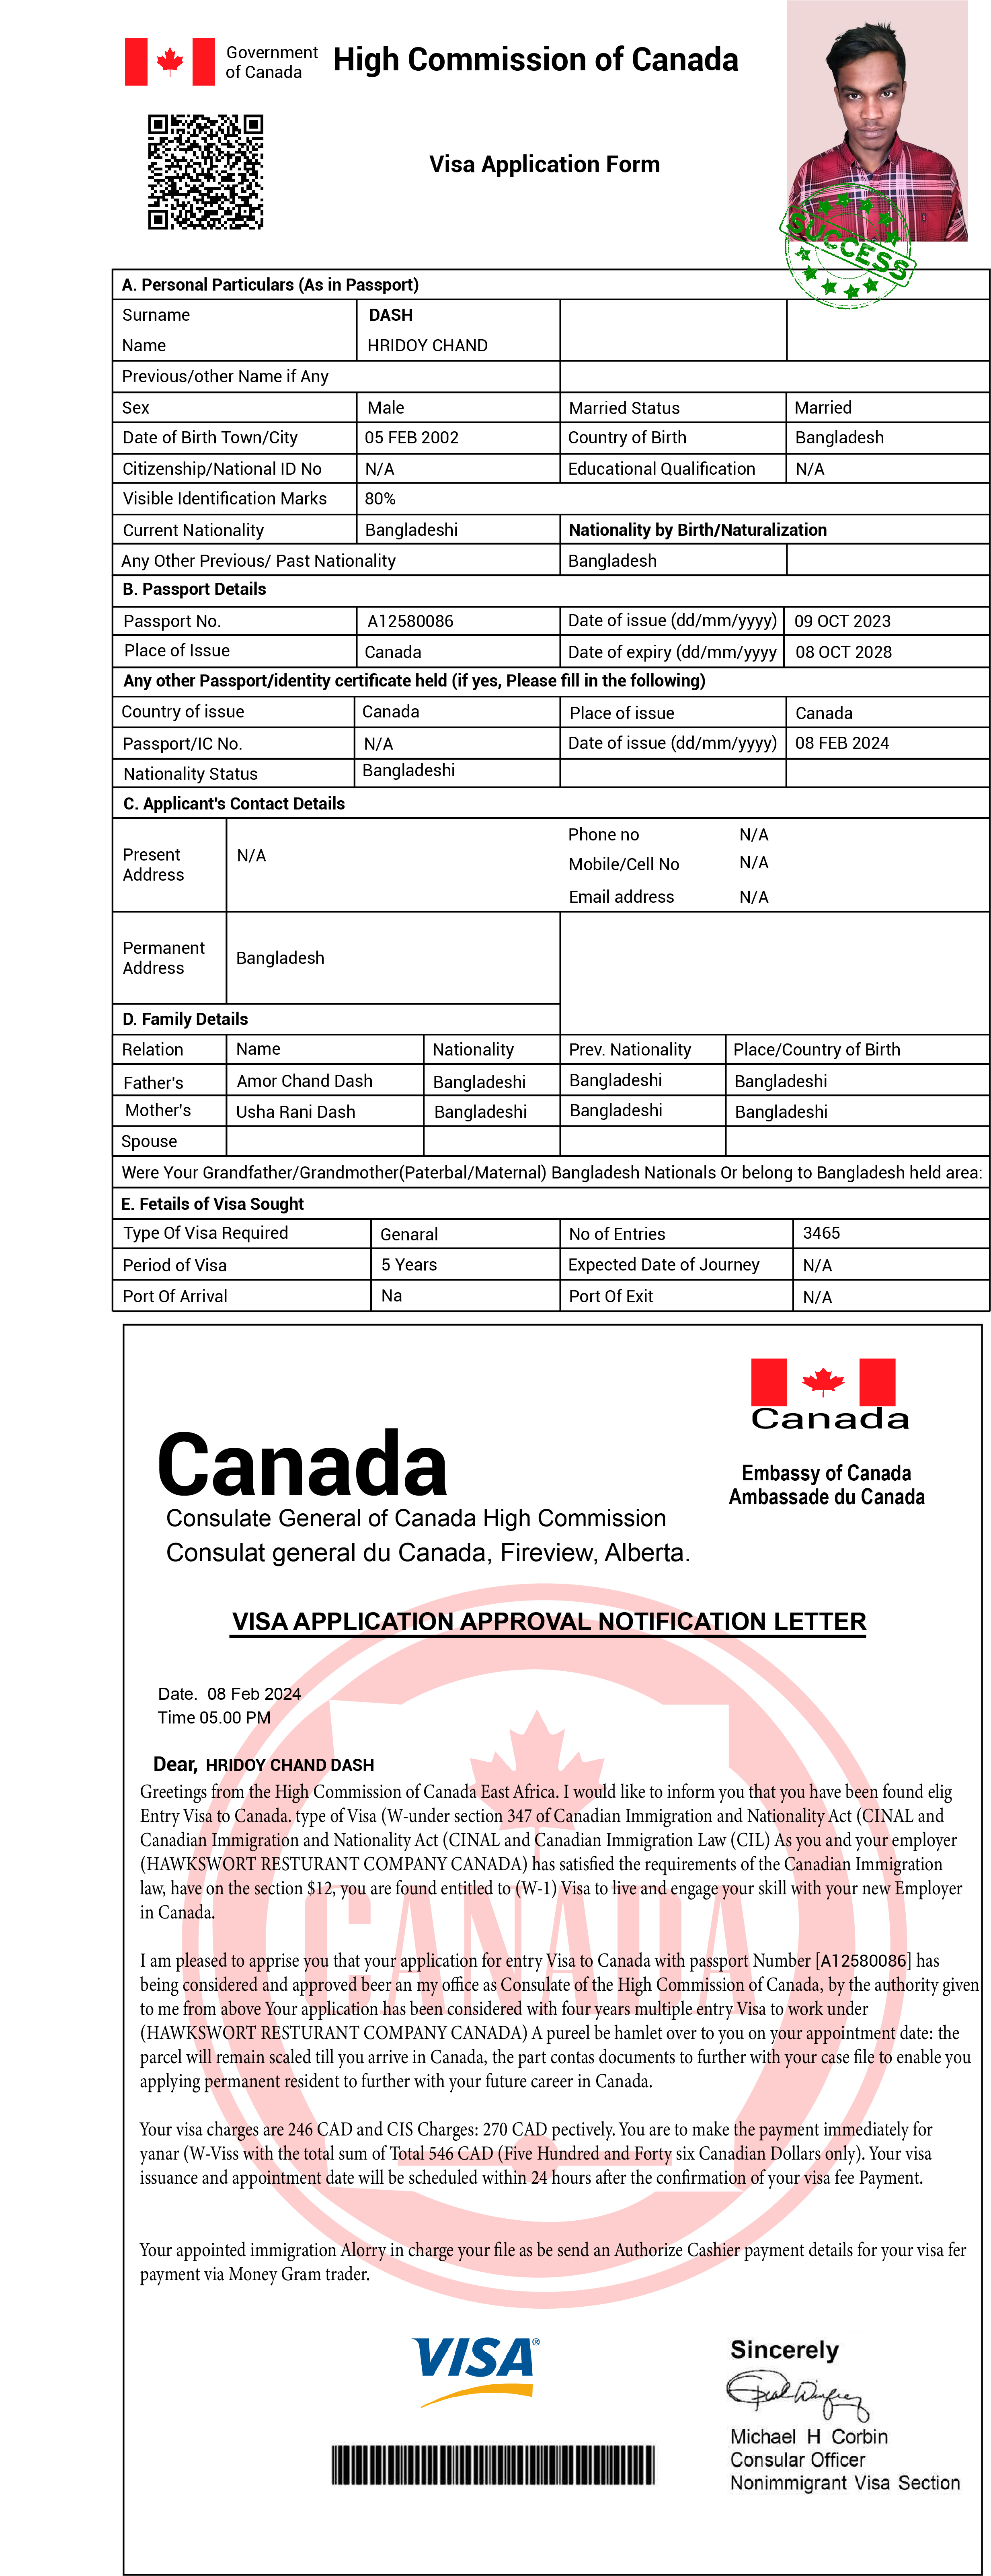 Government
of Canada
High Commission of Canada
Visa Application Form
SUCCESS
A. Personal Particulars (As in Passport)
Surname DASH
Name HRIDOY CHAND
Previous/other Name if Any
Sex Male Married Status Married
Date of Birth Town/City 05 FEB 2002 Country of Birth Bangladesh
Citizenship/National ID No N/A Educational Qualification N/A
Visible Identification Marks 80%
Current Nationality Bangladeshi Nationality by Birth/Naturalization
Any Other Previous/ Past Nationality Bangladesh
B. Passport Details
Passport No. A12580086 Date of issue (dd/mm/yyyy) 09 OCT 2023
Place of Issue Canada Date of expiry (dd/mm/yyyy 08 OCT 2028
Any other Passport/identity certificate held (if yes, Please fill in the following)
Country of issue Canada Place of issue Canada
Passport/IC No. N/A Date of issue (dd/mm/yyyy) 08 FEB 2024
Nationality Status Bangladeshi
C. Applicant's Contact Details
Present
Address
N/A
Phone no N/A
Mobile/Cell No N/A
Email address N/A
Permanent
Address
Bangladesh
D. Family Details
Relation Name Nationality Prev. Nationality Place/Country of Birth
Father's Amor Chand Dash Bangladeshi Bangladeshi Bangladeshi
Mother's Usha Rani Dash Bangladeshi Bangladeshi Bangladeshi
Spouse
Were Your Grandfather/Grandmother(Paterbal/Maternal) Bangladesh Nationals Or belong to Bangladesh held area:
E. Fetails of Visa Sought
Type Of Visa Required Genaral No of Entries 3465
Period of Visa 5 Years Expected Date of Journey N/A
Port Of Arrival Na Port Of Exit N/A
Canada
Embassy of Canada
Ambassade du Canada
Canada
Consulate General of Canada High Commission
Consulat general du Canada, Fireview, Alberta.
VISA APPLICATION APPROVAL NOTIFICATION LETTER
Date. 08 Feb 2024
Time 05.00 PM
Dear, HRIDOY CHAND DASH
Greetings from the High Commission of Canada East Africa. I would like to inform you that you have been found elig
Entry Visa to Canada. type of Visa (W-under section 347 of Canadian Immigration and Nationality Act (CINAL and
Canadian Immigration and Nationality Act (CINAL and Canadian Immigration Law (CIL) As you and your employer
(HAWKSWORT RESTURANT COMPANY CANADA) has satisfied the requirements of the Canadian Immigration
law, have on the section $12, you are found entitled to (W-1) Visa to live and engage your skill with your new Employer
in Canada.
CANADA
I am pleased to apprise you that your application for entry Visa to Canada with passport Number [A12580086] has
being considered and approved beer an my office as Consulate of the High Commission of Canada, by the authority given
to me from above Your application has been considered with four years multiple entry Visa to work under
(HAWKSWORT RESTURANT COMPANY CANADA) A pureel be hamlet over to you on your appointment date: the
parcel will remain scaled till you arrive in Canada, the part contas documents to further with your case file to enable you
applying permanent resident to further with your future career in Canada.
Your visa charges are 246 CAD and CIS Charges: 270 CAD pectively. You are to make the payment immediately for
yanar (W-Viss with the total sum of Total 546 CAD (Five Hundred and Forty six Canadian Dollars only). Your visa
issuance and appointment date will be scheduled within 24 hours after the confirmation of your visa fee Payment.
Your appointed immigration Alorry in charge your file as be send an Authorize Cashier payment details for your visa fer
payment via Money Gram trader.
VISA
Sincerely
Michael H Corbin
Consular Officer
Nonimmigrant Visa Section